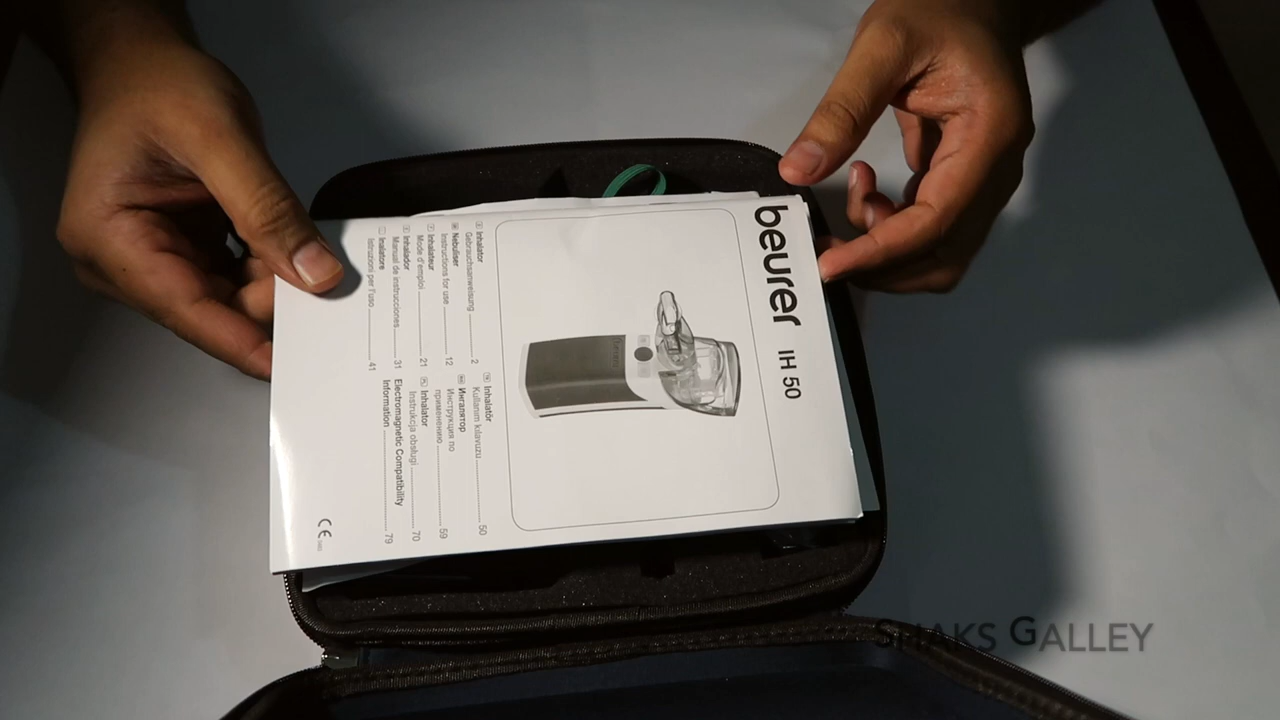 beurer IH 50
Inhalator
Gebrauchsanweisung 2
Nebuliser
Instructions for use 12
Inhalateur
Mode d'emploi 21
Inhalador
Manual de instrucciones 31
Inalatore
Istruzioni per l'uso 41
Inhalatör
Kullanım kılavuzu 50
Ингалятор
Инструкция по
применению 59
Inhalator
Instrukcja obsługi 70
Electromagnetic Compatibility
Information 79
CE
SHAKS GALLEY